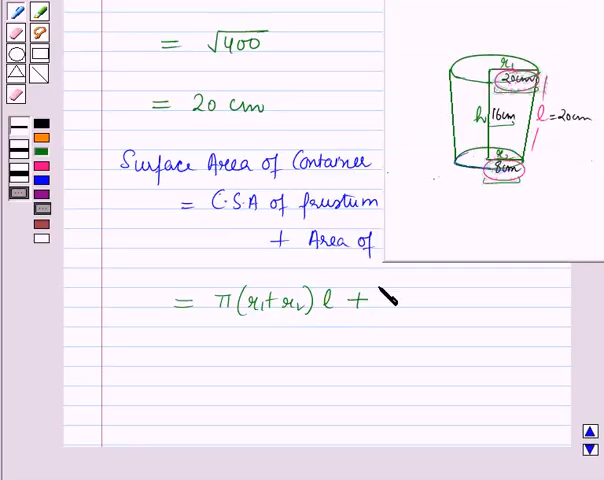 = √400
= 20 cm
Surface Area of Container
= C.S.A of frustum
+ Area of
= π(r₁+r₂) l +
r₁
20cm
h 16cm l =20cm
r₂
8cm